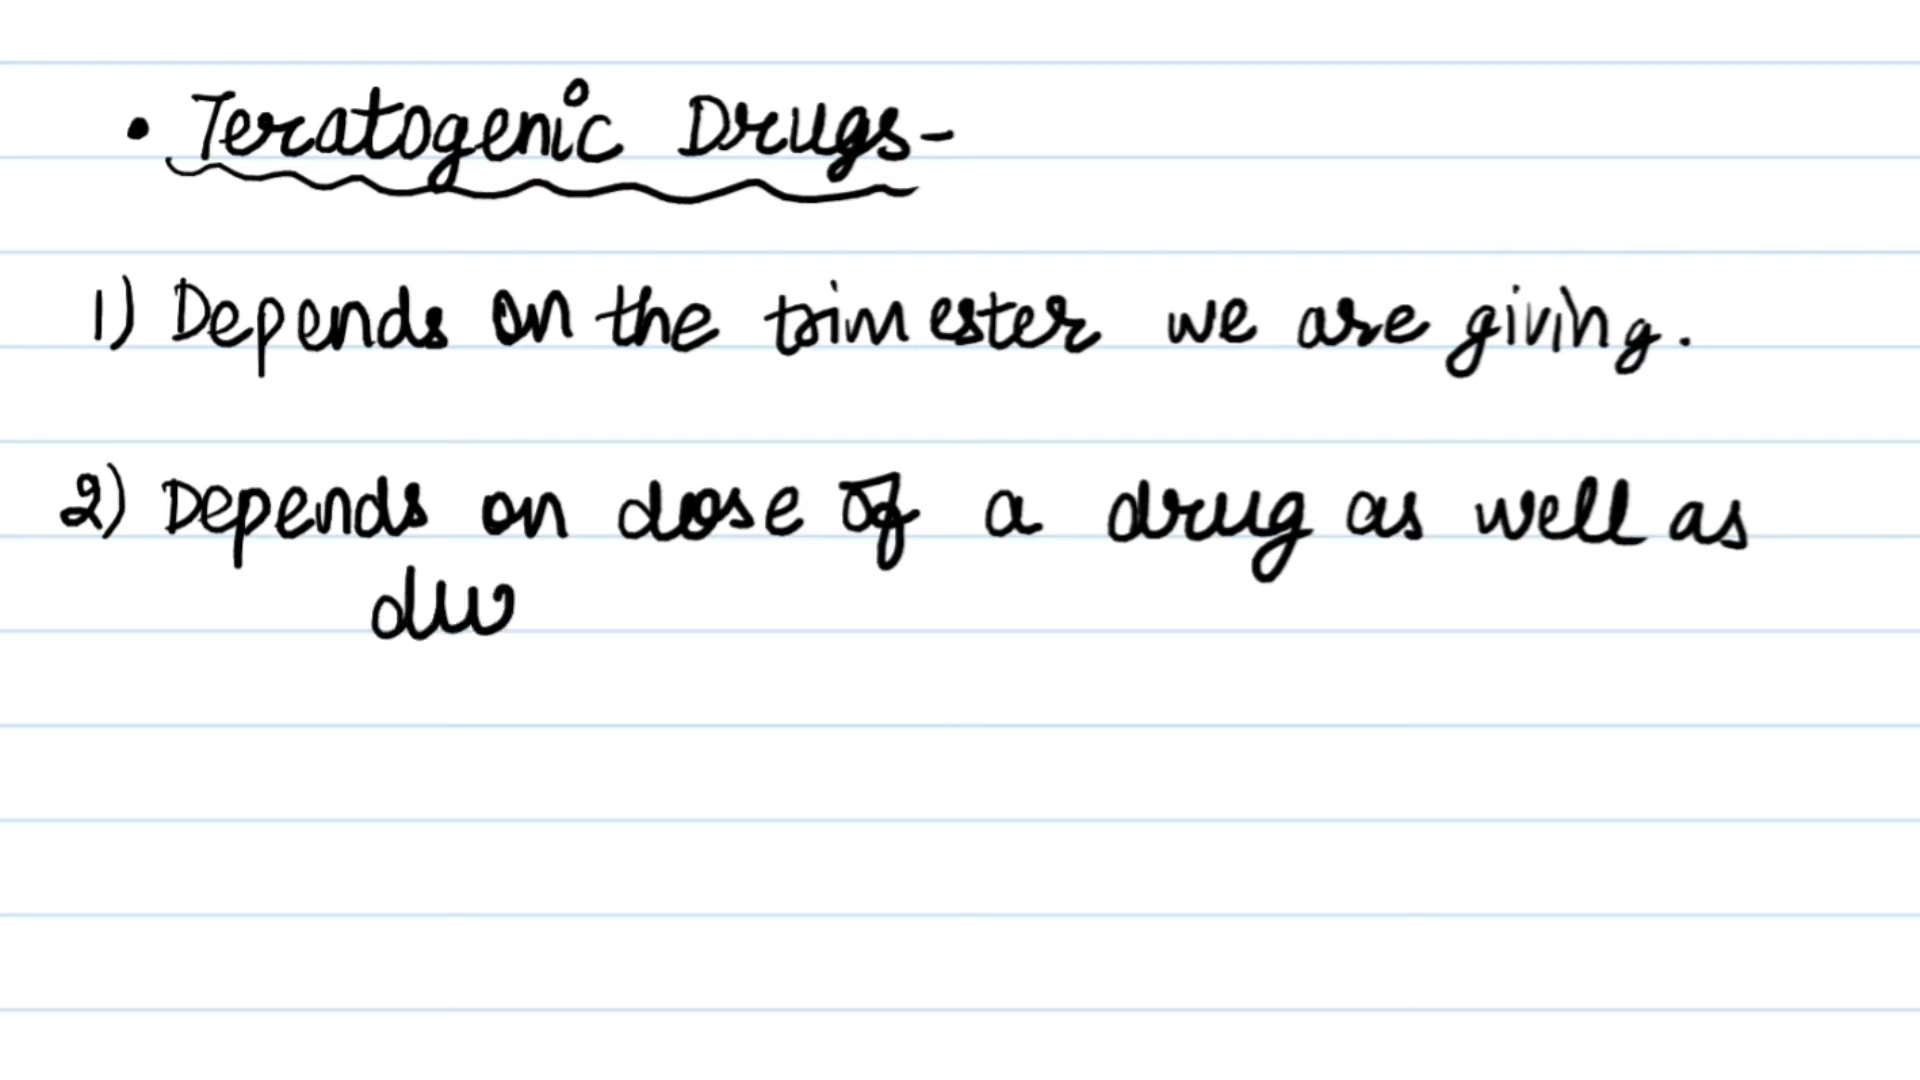 • Teratogenic Drugs-
1) Depends on the trimester we are giving.
2) Depends on dose of a drug as well as